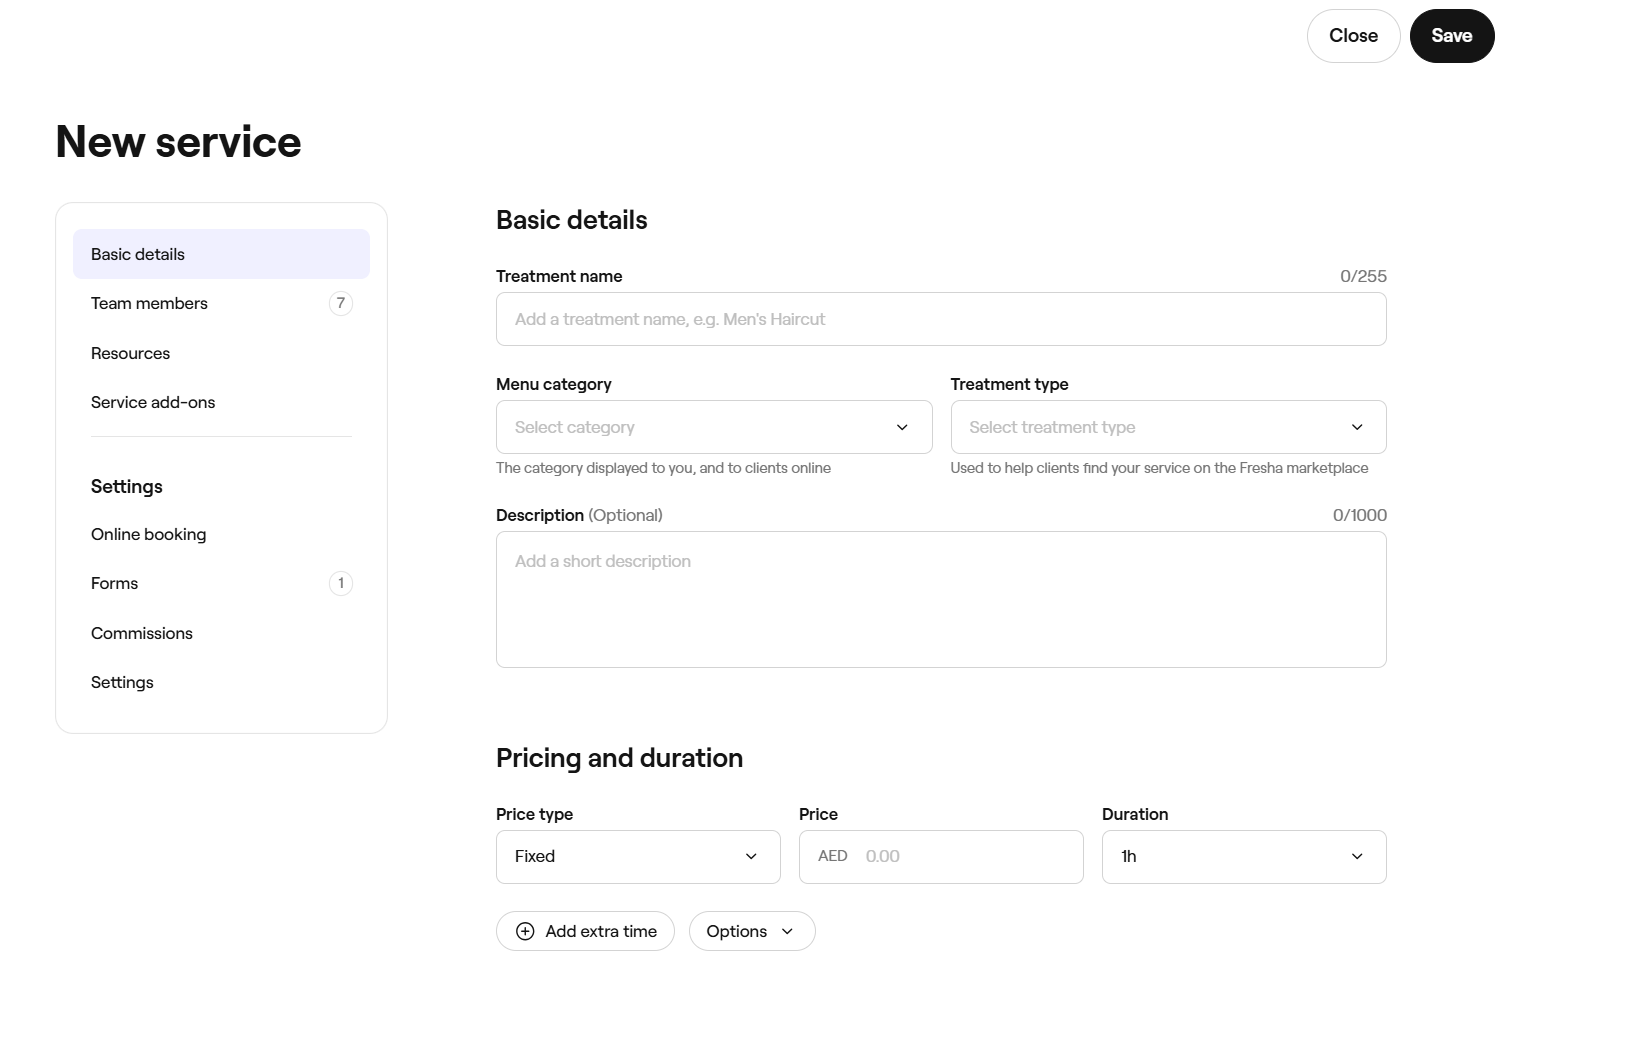 Close
Save
New service
Basic details
Team members
7
Resources
Service add-ons
Settings
Online booking
Forms
1
Commissions
Settings
Basic details
Treatment name
0/255
Add a treatment name, e.g. Men's Haircut
Menu category
Treatment type
Select category
Select treatment type
The category displayed to you, and to clients online
Used to help clients find your service on the Fresha marketplace
Description (Optional)
0/1000
Add a short description
Pricing and duration
Price type
Price
Duration
Fixed
AED 0.00
1h
Add extra time
Options